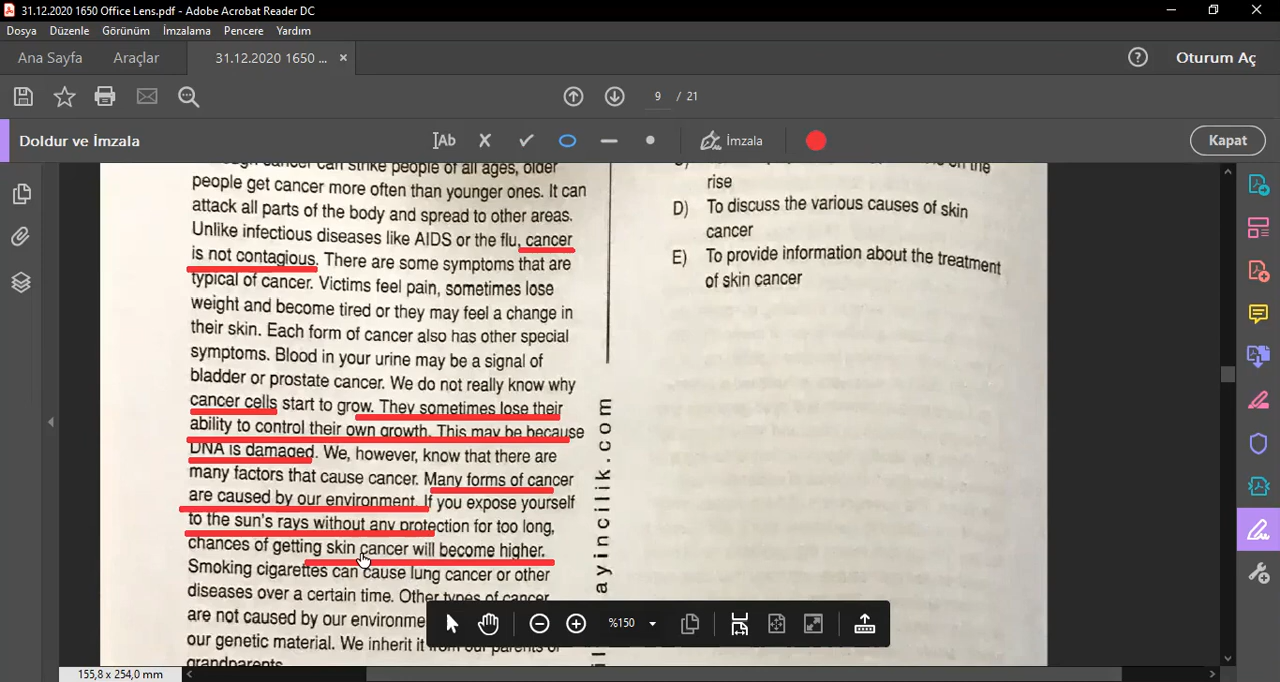 31.12.2020 1650 Office Lens.pdf - Adobe Acrobat Reader DC
Dosya Düzenle Görünüm İmzalama Pencere Yardım
Ana Sayfa Araçlar 31.12.2020 1650 ... × ? Oturum Aç
9 / 21
Doldur ve İmzala Ab İmzala Kapat
can strike people of all ages, older
people get cancer more often than younger ones. It can
attack all parts of the body and spread to other areas.
Unlike infectious diseases like AIDS or the flu, cancer
is not contagious. There are some symptoms that are
typical of cancer. Victims feel pain, sometimes lose
weight and become tired or they may feel a change in
their skin. Each form of cancer also has other special
symptoms. Blood in your urine may be a signal of
bladder or prostate cancer. We do not really know why
cancer cells start to grow. They sometimes lose their
ability to control their own growth. This may be because
DNA is damaged. We, however, know that there are
many factors that cause cancer. Many forms of cancer
are caused by our environment. If you expose yourself
to the sun's rays without any protection for too long,
chances of getting skin cancer will become higher.
Smoking cigarettes can cause lung cancer or other
diseases over a certain time. Other types of cancer
are not caused by our environme
our genetic material. We inherit it from our parents or
grandparents.
ayincilik.com
on the
rise
D) To discuss the various causes of skin
cancer
E) To provide information about the treatment
of skin cancer
%150
155,8 x 254,0 mm